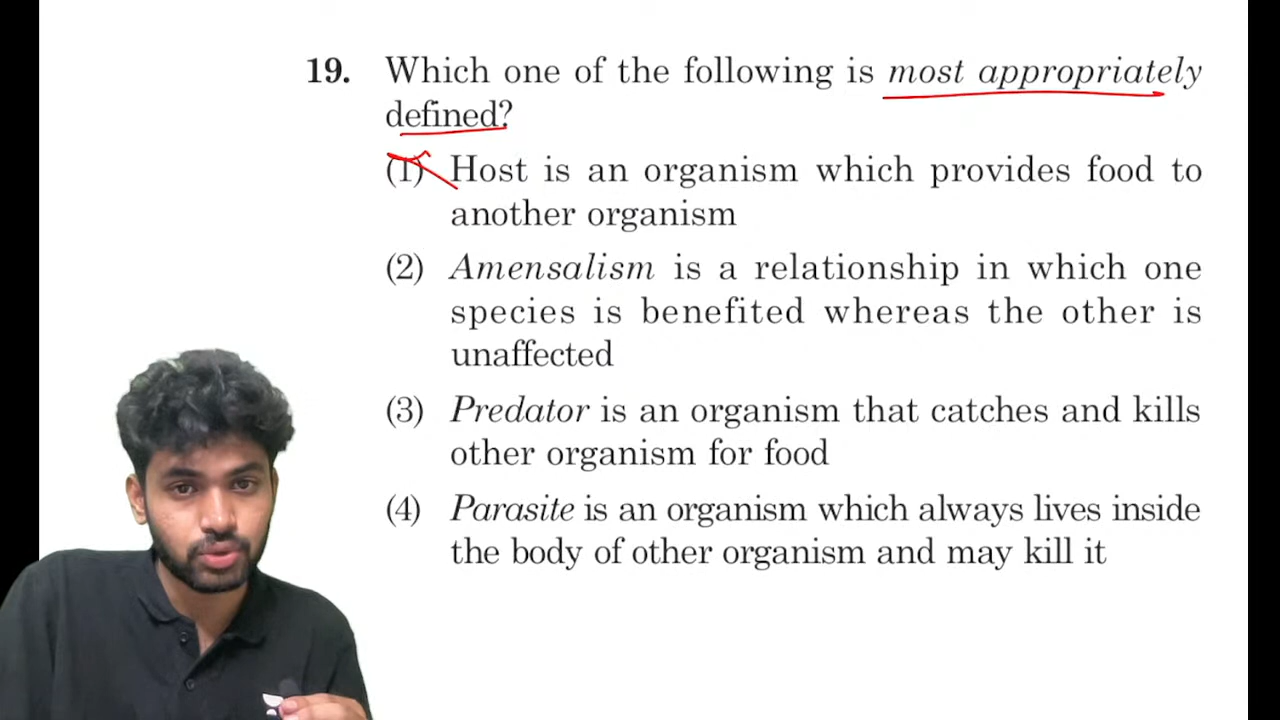 19. Which one of the following is most appropriately
defined?
(1) Host is an organism which provides food to
another organism
(2) Amensalism is a relationship in which one
species is benefited whereas the other is
unaffected
(3) Predator is an organism that catches and kills
other organism for food
(4) Parasite is an organism which always lives inside
the body of other organism and may kill it